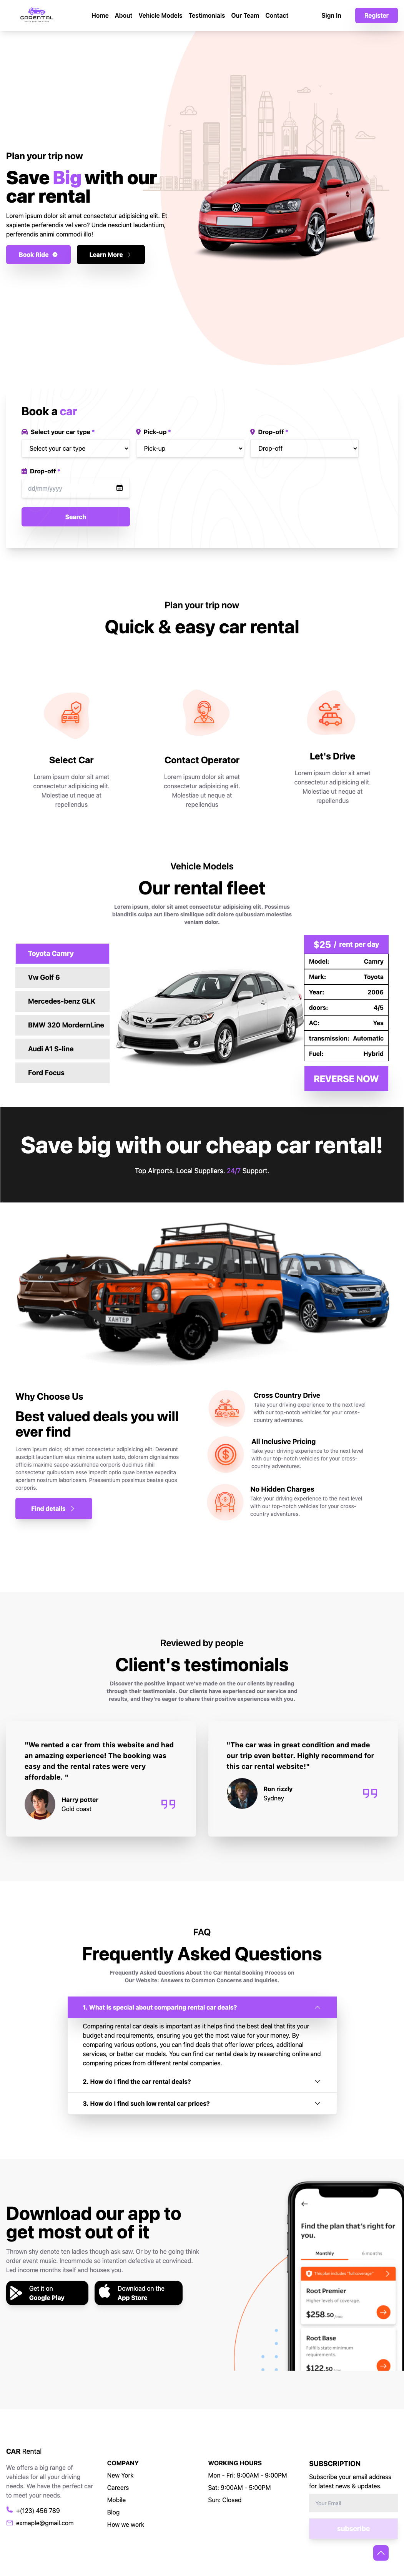 CARENTAL
Home About Vehicle Models Testimonials Our Team Contact
Sign In
Register
Plan your trip now
Save Big with our
car rental
Lorem ipsum dolor sit amet consectetur adipisicing elit. Et
sapiente perferendis vel vero? Unde nesciunt laudantium,
perferendis animi commodi illo!
Book Ride
Learn More
Book a car
Select your car type *
Pick-up *
Drop-off *
Select your car type
Pick-up
Drop-off
Drop-off *
dd/mm/yyyy
Search
Plan your trip now
Quick & easy car rental
Select Car
Lorem ipsum dolor sit amet
consectetur adipisicing elit.
Molestiae ut neque at
repellendus
Contact Operator
Lorem ipsum dolor sit amet
consectetur adipisicing elit.
Molestiae ut neque at
repellendus
Let's Drive
Lorem ipsum dolor sit amet
consectetur adipisicing elit.
Molestiae ut neque at
repellendus
Vehicle Models
Our rental fleet
Lorem ipsum, dolor sit amet consectetur adipisicing elit. Possimus
blanditiis culpa aut libero similique odit dolore quibusdam molestias
veniam dolor.
Toyota Camry
Vw Golf 6
Mercedes-benz GLK
BMW 320 MordernLine
Audi A1 S-line
Ford Focus
$25 / rent per day
Model: Camry
Mark: Toyota
Year: 2006
doors: 4/5
AC: Yes
transmission: Automatic
Fuel: Hybrid
REVERSE NOW
Save big with our cheap car rental!
Top Airports. Local Suppliers. 24/7 Support.
ХАНТЕР
Why Choose Us
Best valued deals you will
ever find
Lorem ipsum dolor, sit amet consectetur adipisicing elit. Deserunt
suscipit laudantium eius minima autem iusto, dolorem dignissimos
officiis maxime saepe assumenda corporis ducimus nihil
consectetur quibusdam esse impedit optio quae beatae expedita
aperiam nostrum laboriosam. Praesentium possimus beatae quos
corporis.
Find details
Cross Country Drive
Take your driving experience to the next level
with our top-notch vehicles for your cross-
country adventures.
All Inclusive Pricing
Take your driving experience to the next level
with our top-notch vehicles for your cross-
country adventures.
No Hidden Charges
Take your driving experience to the next level
with our top-notch vehicles for your cross-
country adventures.
Reviewed by people
Client's testimonials
Discover the positive impact we've made on the our clients by reading
through their testimonials. Our clients have experienced our service and
results, and they're eager to share their positive experiences with you.
"We rented a car from this website and had
an amazing experience! The booking was
easy and the rental rates were very
affordable. "
Harry potter
Gold coast
"The car was in great condition and made
our trip even better. Highly recommend for
this car rental website!"
Ron rizzly
Sydney
FAQ
Frequently Asked Questions
Frequently Asked Questions About the Car Rental Booking Process on
Our Website: Answers to Common Concerns and Inquiries.
1. What is special about comparing rental car deals?
Comparing rental car deals is important as it helps find the best deal that fits your
budget and requirements, ensuring you get the most value for your money. By
comparing various options, you can find deals that offer lower prices, additional
services, or better car models. You can find car rental deals by researching online and
comparing prices from different rental companies.
2. How do I find the car rental deals?
3. How do I find such low rental car prices?
Download our app to
get most out of it
Thrown shy denote ten ladies though ask saw. Or by to he going think
order event music. Incommode so intention defective at convinced.
Led income months itself and houses you.
Get it on
Google Play
Download on the
App Store
Find the plan that's right for
you.
Monthly
6 months
This plan includes "full coverage"
Root Premier
Higher levels of coverage.
$258.50 /mo
Root Base
Fulfills state minimum
requirements.
$122.50 /mo
CAR Rental
We offers a big range of
vehicles for all your driving
needs. We have the perfect car
to meet your needs.
+(123) 456 789
exmaple@gmail.com
COMPANY
New York
Careers
Mobile
Blog
How we work
WORKING HOURS
Mon - Fri: 9:00AM - 9:00PM
Sat: 9:00AM - 5:00PM
Sun: Closed
SUBSCRIPTION
Subscribe your email address
for latest news & updates.
Your Email
subscribe